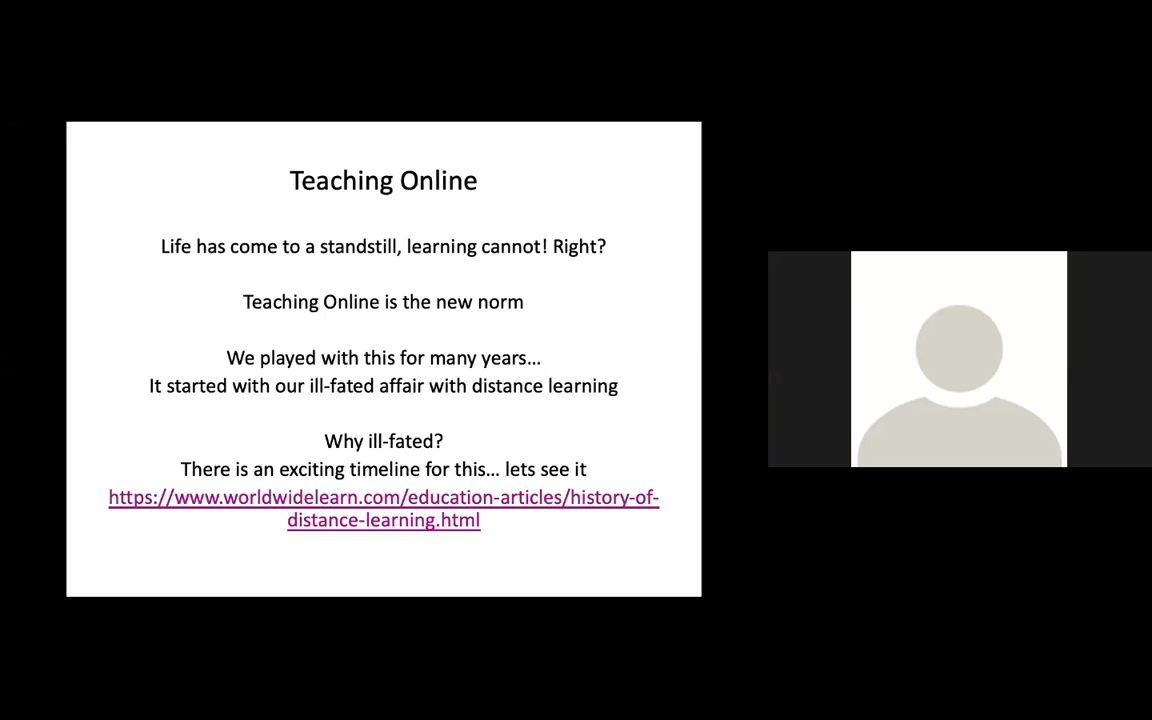 Teaching Online
Life has come to a standstill, learning cannot! Right?
Teaching Online is the new norm
We played with this for many years...
It started with our ill-fated affair with distance learning
Why ill-fated?
There is an exciting timeline for this... lets see it
https://www.worldwidelearn.com/education-articles/history-of-
distance-learning.html